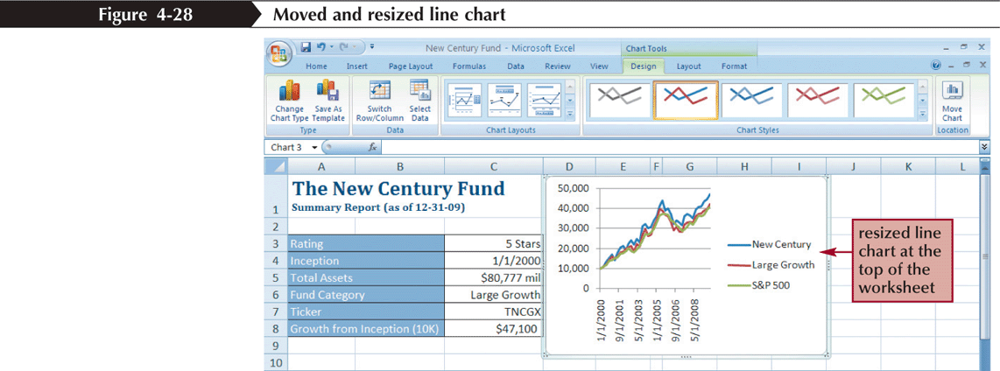 Figure 4-28 Moved and resized line chart
New Century Fund - Microsoft Excel Chart Tools
Home Insert Page Layout Formulas Data Review View Design Layout Format
Change Chart Type Save As Template Switch Row/Column Select Data Move Chart
Type Data Chart Layouts Chart Styles Location
Chart 3 fx
A B C D E F G H I J K L
1 The New Century Fund
Summary Report (as of 12-31-09)
2
3 Rating 5 Stars
4 Inception 1/1/2000
5 Total Assets $80,777 mil
6 Fund Category Large Growth
7 Ticker TNCGX
8 Growth from Inception (10K) $47,100
9
10
50,000
40,000
30,000
20,000
10,000
0
1/1/2000
9/1/2001
5/1/2003
1/1/2005
9/1/2006
5/1/2008
New Century
Large Growth
S&P 500
resized line
chart at the
top of the
worksheet